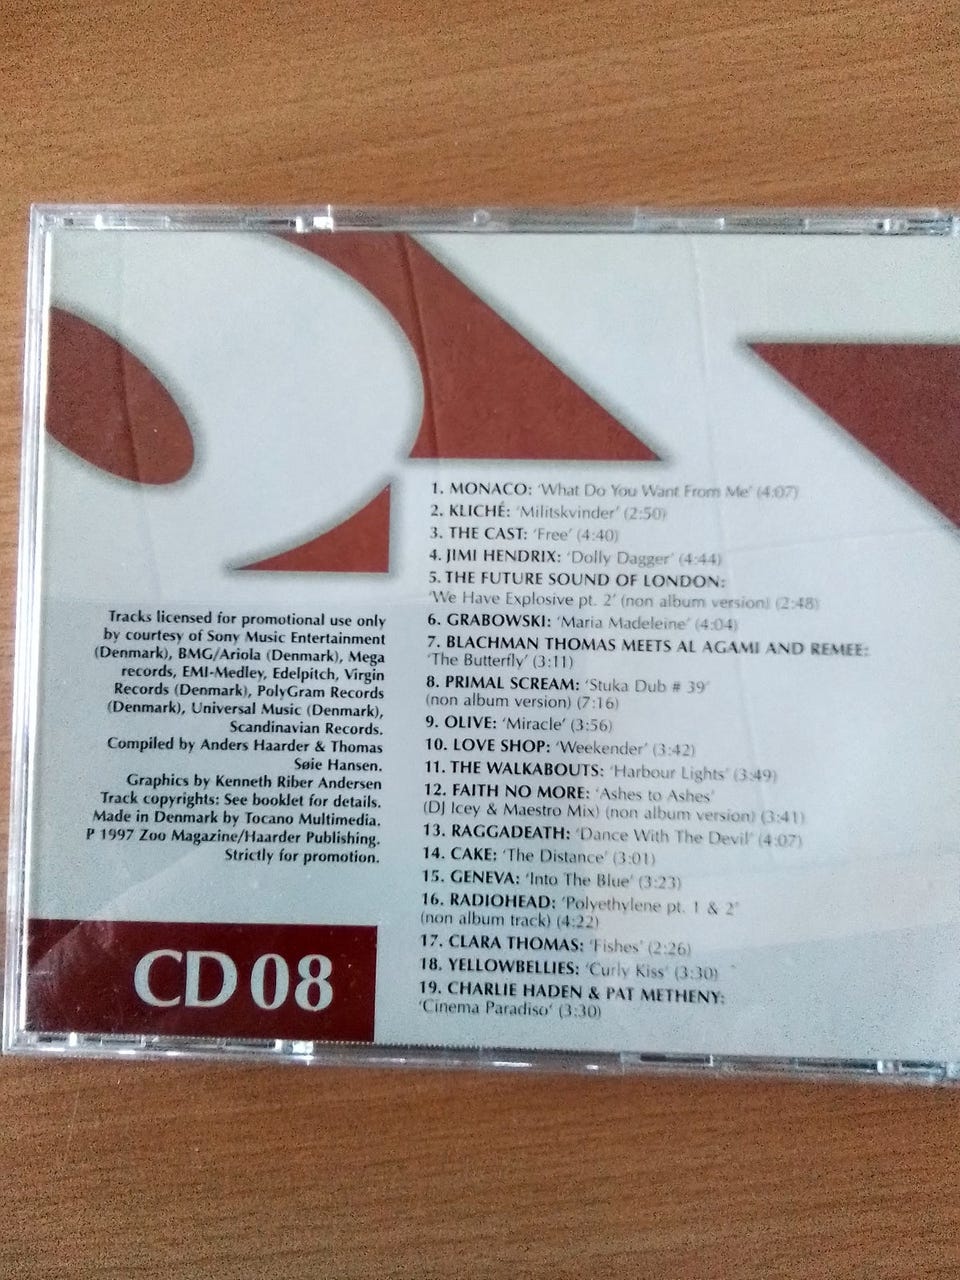 1. MONACO: 'What Do You Want From Me' (4:07)
2. KLICHÉ: 'Militskvinder' (2:50)
3. THE CAST: 'Free' (4:40)
4. JIMI HENDRIX: 'Dolly Dagger' (4:44)
5. THE FUTURE SOUND OF LONDON:
'We Have Explosive pt. 2' (non album version) (2:48)
6. GRABOWSKI: 'Maria Madeleine' (4:04)
7. BLACHMAN THOMAS MEETS AL AGAMI AND REMEE:
'The Butterfly' (3:11)
8. PRIMAL SCREAM: 'Stuka Dub # 39'
(non album version) (7:16)
9. OLIVE: 'Miracle' (3:56)
10. LOVE SHOP: 'Weekender' (3:42)
11. THE WALKABOUTS: 'Harbour Lights' (3:49)
12. FAITH NO MORE: 'Ashes to Ashes'
(DJ Icey & Maestro Mix) (non album version) (3:41)
13. RAGGADEATH: 'Dance With The Devil' (4:07)
14. CAKE: 'The Distance' (3:01)
15. GENEVA: 'Into The Blue' (3:23)
16. RADIOHEAD: 'Polyethylene pt. 1 & 2'
(non album track) (4:22)
17. CLARA THOMAS: 'Fishes' (2:26)
18. YELLOWBELLIES: 'Curly Kiss' (3:30)
19. CHARLIE HADEN & PAT METHENY:
'Cinema Paradiso' (3:30)
Tracks licensed for promotional use only
by courtesy of Sony Music Entertainment
(Denmark), BMG/Ariola (Denmark), Mega
records, EMI-Medley, Edelpitch, Virgin
Records (Denmark), PolyGram Records
(Denmark), Universal Music (Denmark),
Scandinavian Records.
Compiled by Anders Haarder & Thomas
Søie Hansen.
Graphics by Kenneth Riber Andersen
Track copyrights: See booklet for details.
Made in Denmark by Tocano Multimedia.
P 1997 Zoo Magazine/Haarder Publishing.
Strictly for promotion.
CD 08